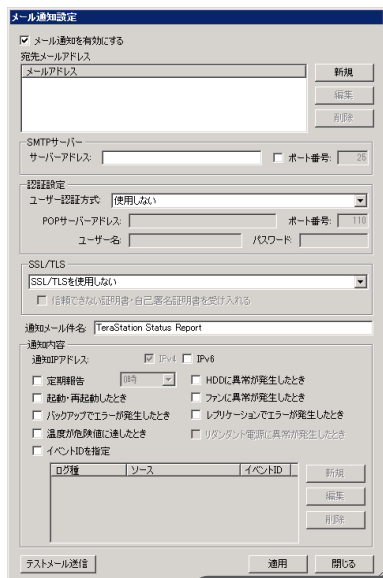 メール通知設定
メール通知を有効にする
宛先メールアドレス
メールアドレス
新規
編集
削除
SMTPサーバー
サーバーアドレス:
ポート番号: 25
認証設定
ユーザー認証方式: 使用しない
POPサーバーアドレス: ポート番号: 110
ユーザー名: パスワード:
SSL/TLS
SSL/TLSを使用しない
信頼できない証明書・自己署名証明書を受け入れる
通知メール件名: TeraStation Status Report
通知内容
通知IPアドレス: IPv4 IPv6
定期報告 0時 HDDに異常が発生したとき
起動・再起動したとき ファンに異常が発生したとき
バックアップでエラーが発生したとき レプリケーションでエラーが発生したとき
温度が危険値に達したとき リダンダント電源に異常が発生したとき
イベントIDを指定
ログ種 ソース イベントID
新規
編集
削除
テストメール送信 適用 閉じる